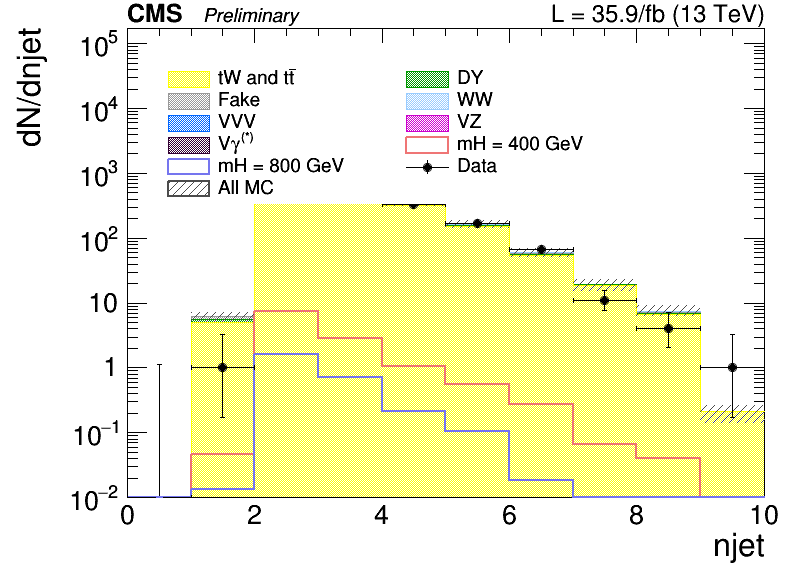 CMS Preliminary L = 35.9/fb (13 TeV)
dN/dnjet
10⁵
10⁴
10³
10²
10
1
10⁻¹
10⁻²
tW and tt̄ DY
Fake WW
VVV VZ
Vγ⁽*⁾ mH = 400 GeV
mH = 800 GeV Data
All MC
0 2 4 6 8 10
njet